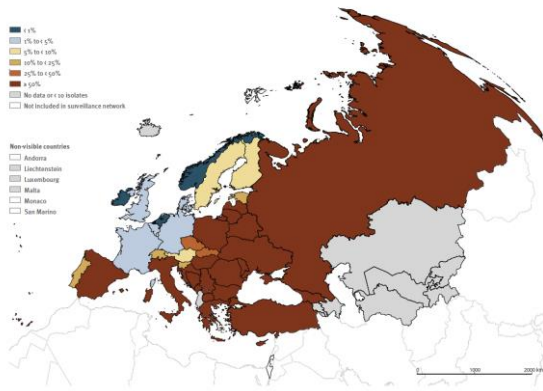 < 1%
1% to < 5%
5% to < 10%
10% to < 25%
25% to < 50%
≥ 50%
No data or < 10 isolates
Not included in surveillance network
Non-visible countries
Andorra
Liechtenstein
Luxembourg
Malta
Monaco
San Marino
0 1000 2000 km